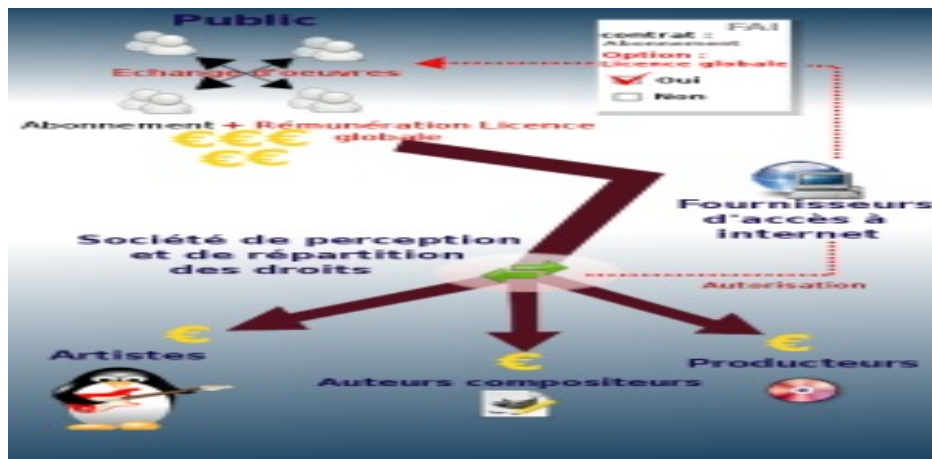 Public
FAI
contrat :
Abonnement
Option :
Licence globale
Oui
Non
Echange d'oeuvres
Abonnement + Rémunération Licence
globale
€€€
€€
Fournisseurs
d'accès à
internet
Société de perception
et de répartition
des droits
Autorisation
€
Artistes
€
Auteurs compositeurs
€
Producteurs